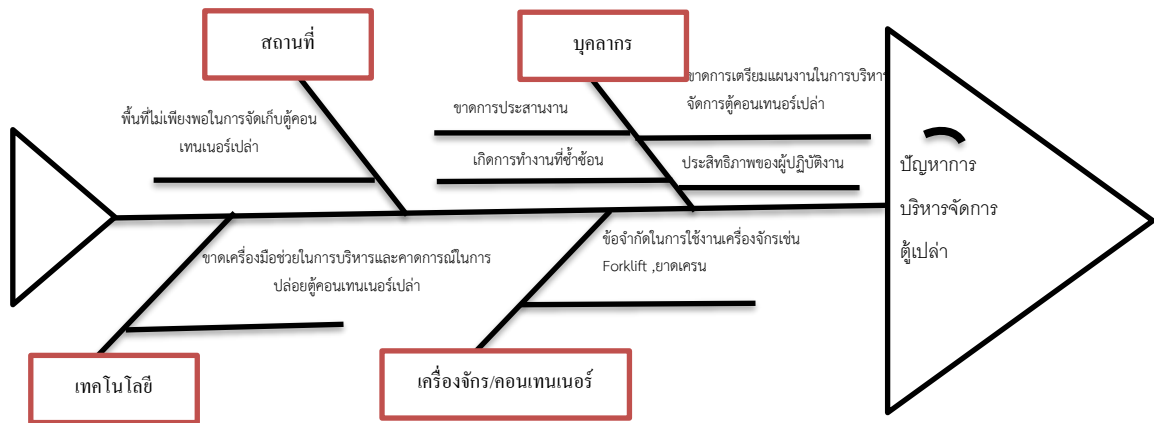 สถานที่
บุคลากร
พื้นที่ไม่เพียงพอในการจัดเก็บตู้คอน
เทนเนอร์เปล่า
ขาดการประสานงาน
เกิดการทำงานที่ซ้ำซ้อน
ขาดการเตรียมแผนงานในการบริหาร
จัดการตู้คอนเทนอร์เปล่า
ประสิทธิภาพของผู้ปฏิบัติงาน
ปัญหาการ
บริหารจัดการ
ตู้เปล่า
ขาดเครื่องมือช่วยในการบริหารและคาดการณ์ในการ
ปล่อยตู้คอนเทนเนอร์เปล่า
ข้อจำกัดในการใช้งานเครื่องจักรเช่น
Forklift ,ยาดเครน
เทคโนโลยี
เครื่องจักร/คอนเทนเนอร์